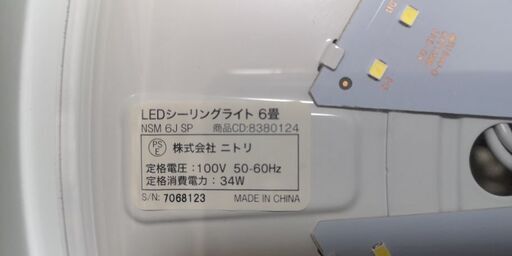 LEDシーリングライト 6畳
NSM 6J SP 商品CD:8380124
PS E 株式会社 ニトリ
定格電圧:100V 50-60Hz
定格消費電力:34W
S/N: 7068123 MADE IN CHINA